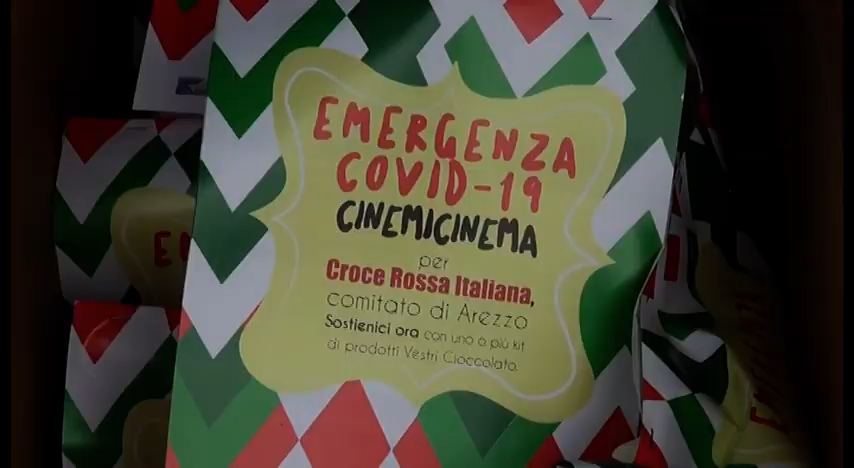 EMERGENZA
COVID-19
CINEMICINEMA
per
Croce Rossa Italiana,
comitato di Arezzo
Sostienici ora con uno o più kit
di prodotti Vestri Cioccolato.